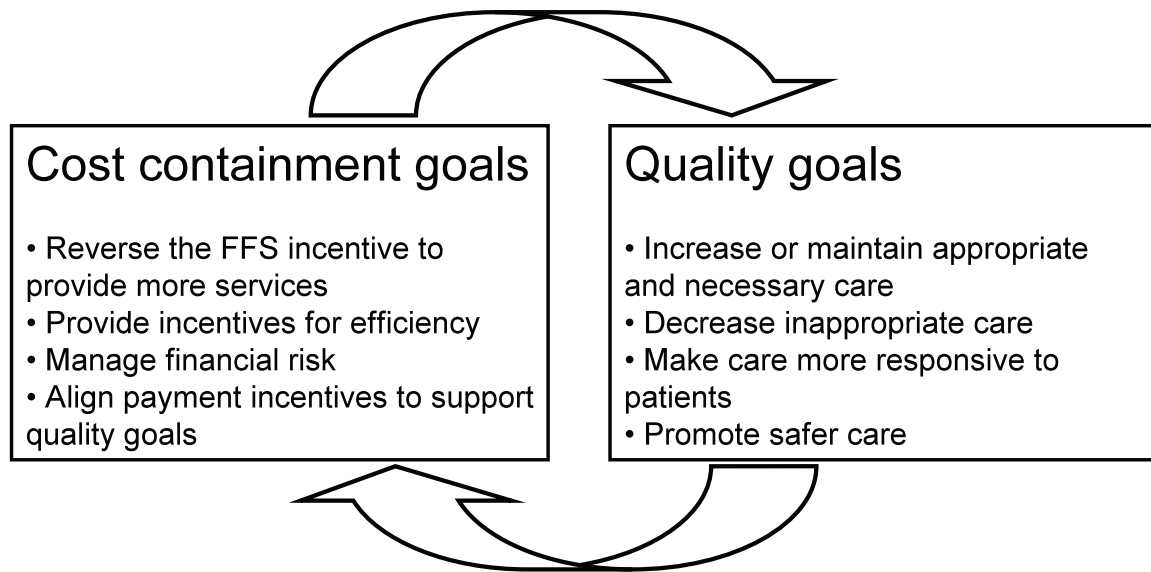 Cost containment goals
• Reverse the FFS incentive to
provide more services
• Provide incentives for efficiency
• Manage financial risk
• Align payment incentives to support
quality goals
Quality goals
• Increase or maintain appropriate
and necessary care
• Decrease inappropriate care
• Make care more responsive to
patients
• Promote safer care